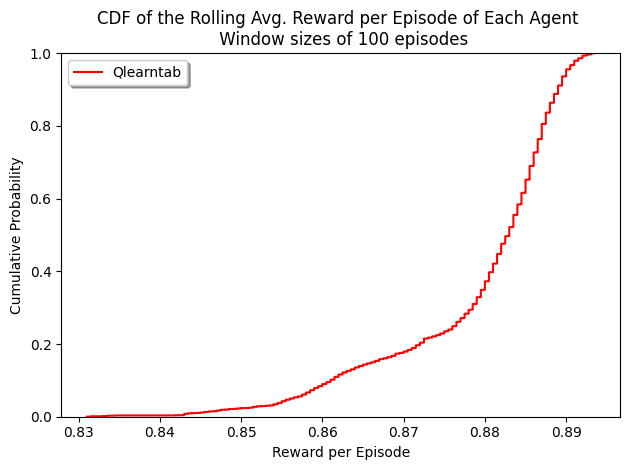 CDF of the Rolling Avg. Reward per Episode of Each Agent
Window sizes of 100 episodes
Qlearntab
Cumulative Probability
1.0
0.8
0.6
0.4
0.2
0.0
0.83 0.84 0.85 0.86 0.87 0.88 0.89
Reward per Episode